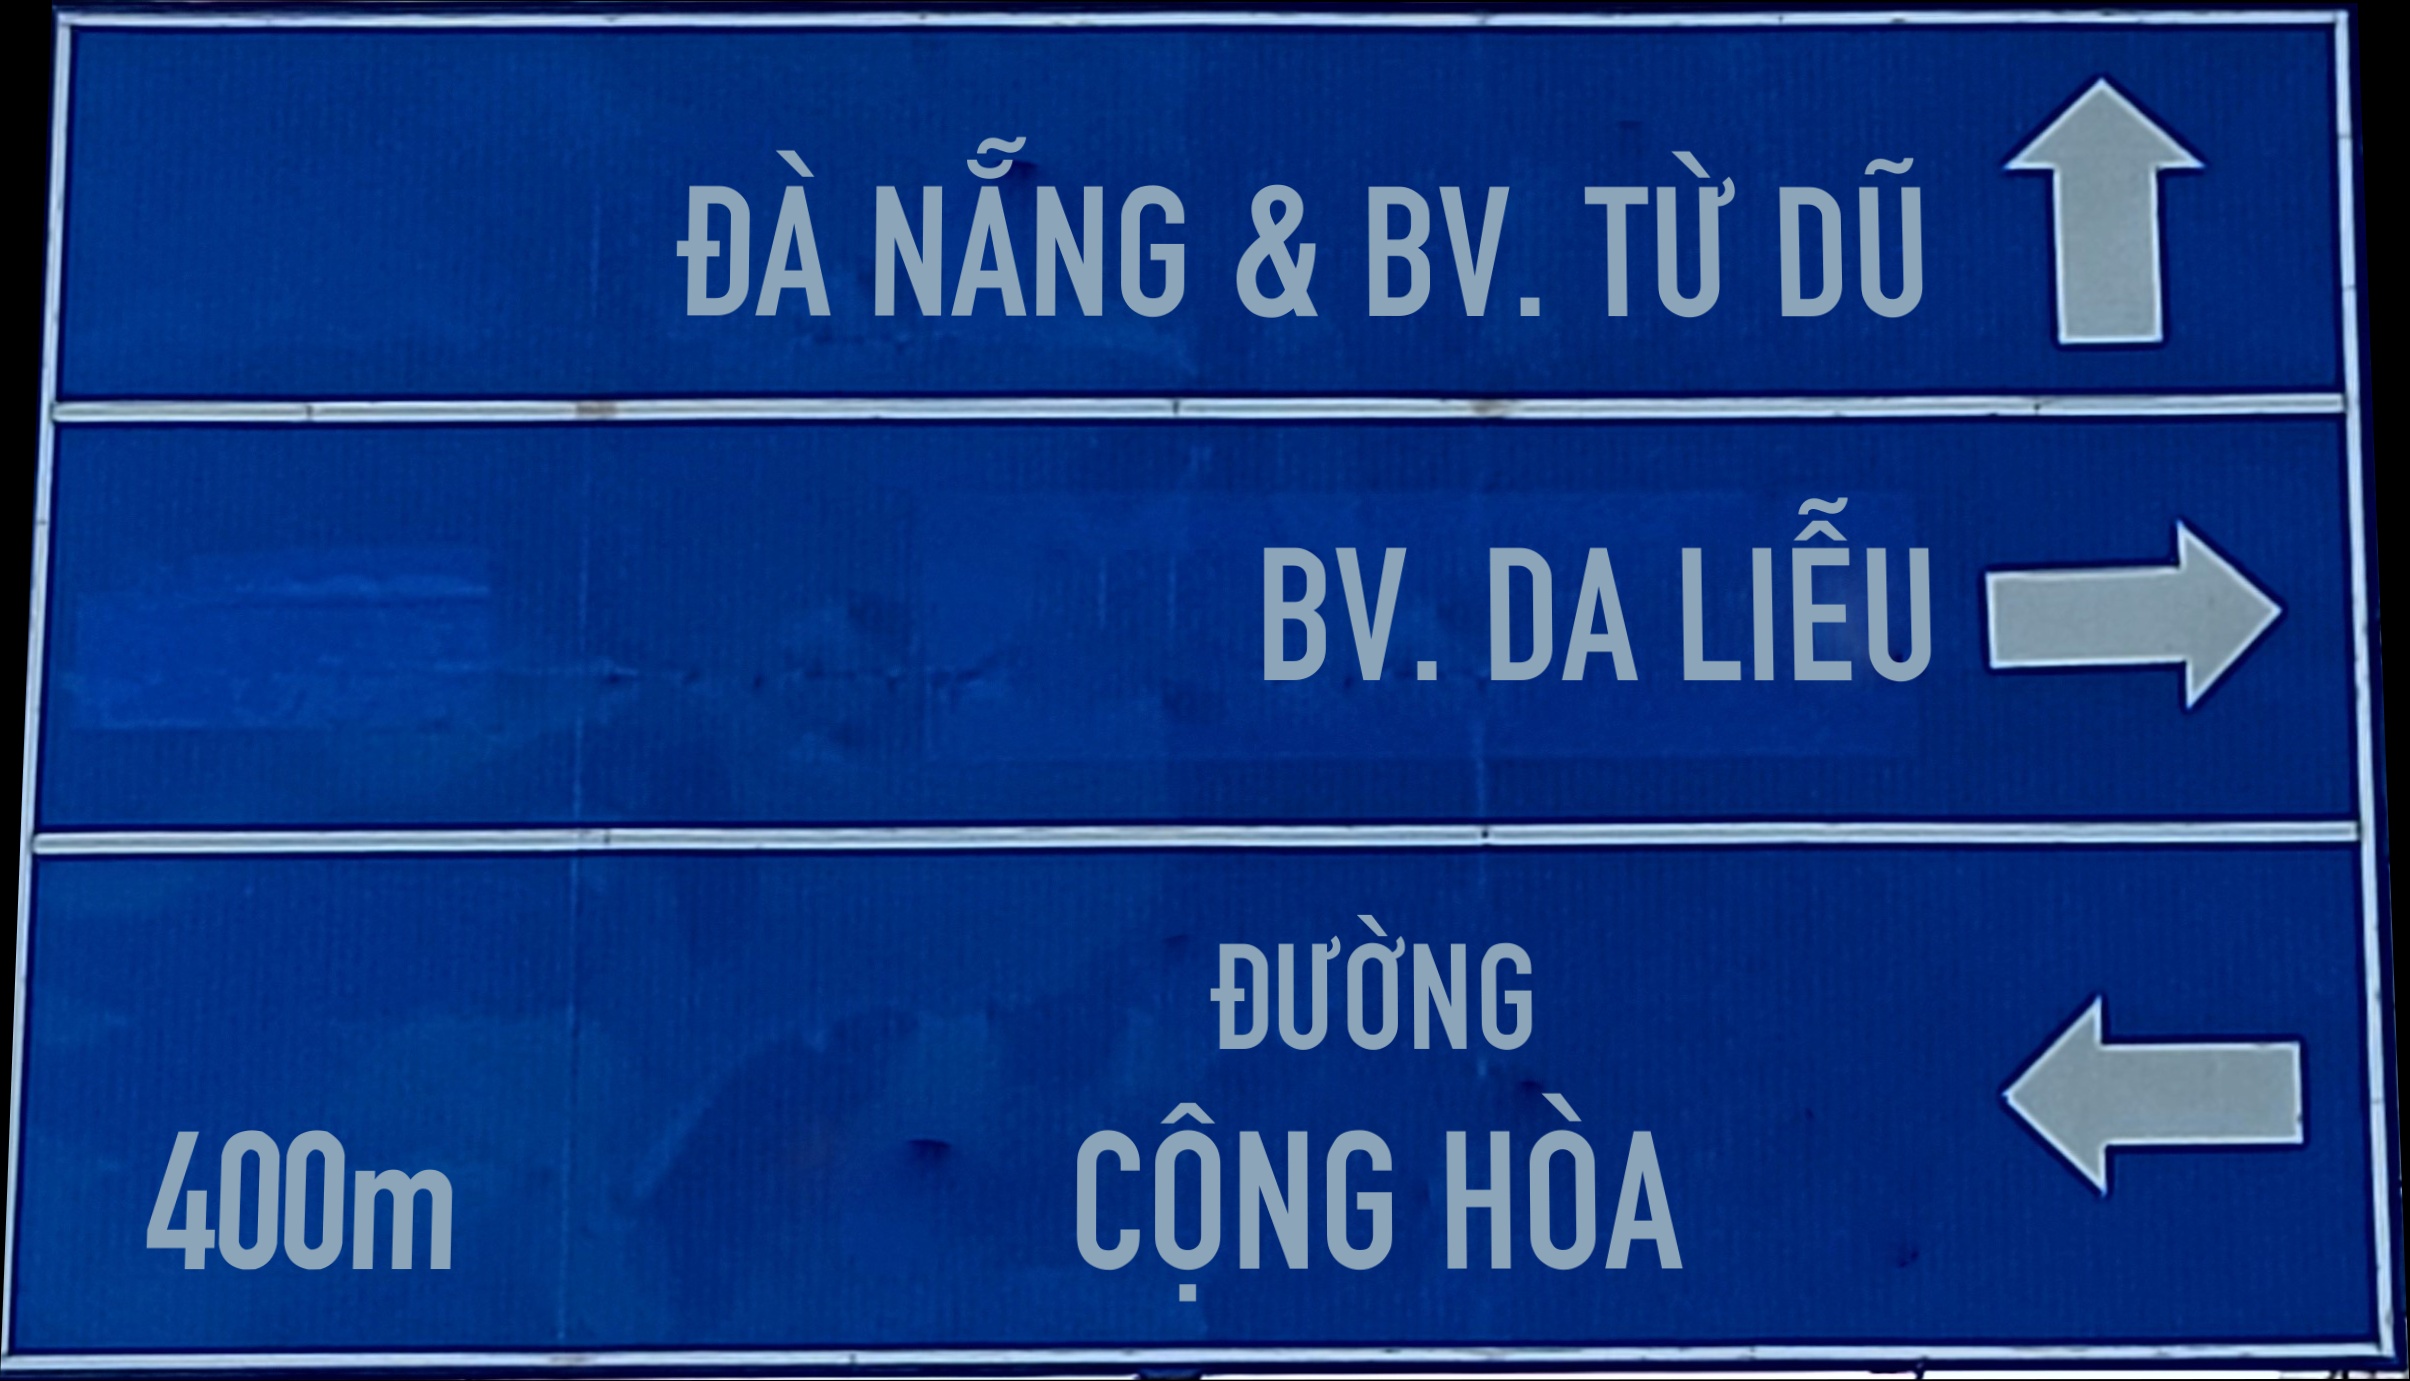 ĐÀ NẴNG & BV. TỪ DŨ
BV. DA LIỄU
ĐƯỜNG
CỘNG HÒA
400m